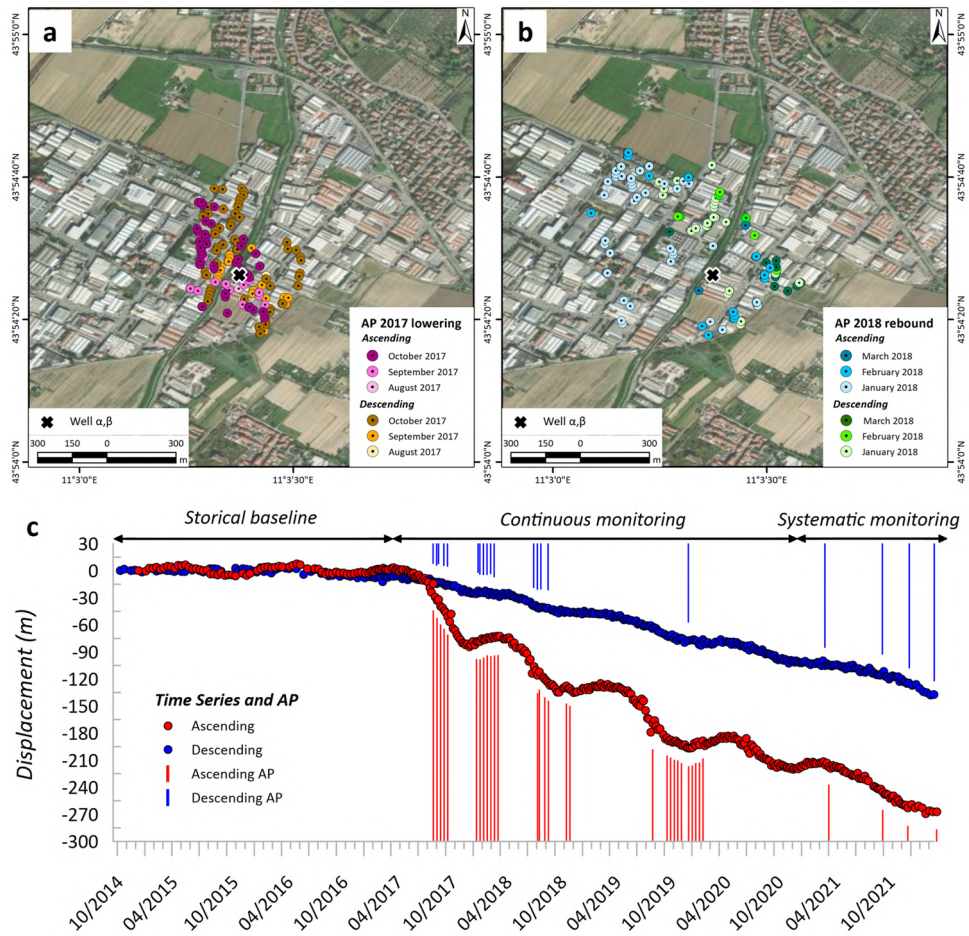 a
N
43°55'0"N
43°54'40"N
43°54'20"N
43°54'0"N
AP 2017 lowering
Ascending
October 2017
September 2017
August 2017
Descending
October 2017
September 2017
August 2017
Well α,β
300 150 0 300
m
11°3'0"E 11°3'30"E
b
N
43°55'0"N
43°54'40"N
43°54'20"N
43°54'0"N
AP 2018 rebound
Ascending
March 2018
February 2018
January 2018
Descending
March 2018
February 2018
January 2018
Well α,β
300 150 0 300
m
11°3'0"E 11°3'30"E
c
Storical baseline Continuous monitoring Systematic monitoring
Displacement (m)
30
0
-30
-60
-90
-120
-150
-180
-210
-240
-270
-300
Time Series and AP
Ascending
Descending
Ascending AP
Descending AP
10/2014 04/2015 10/2015 04/2016 10/2016 04/2017 10/2017 04/2018 10/2018 04/2019 10/2019 04/2020 10/2020 04/2021 10/2021